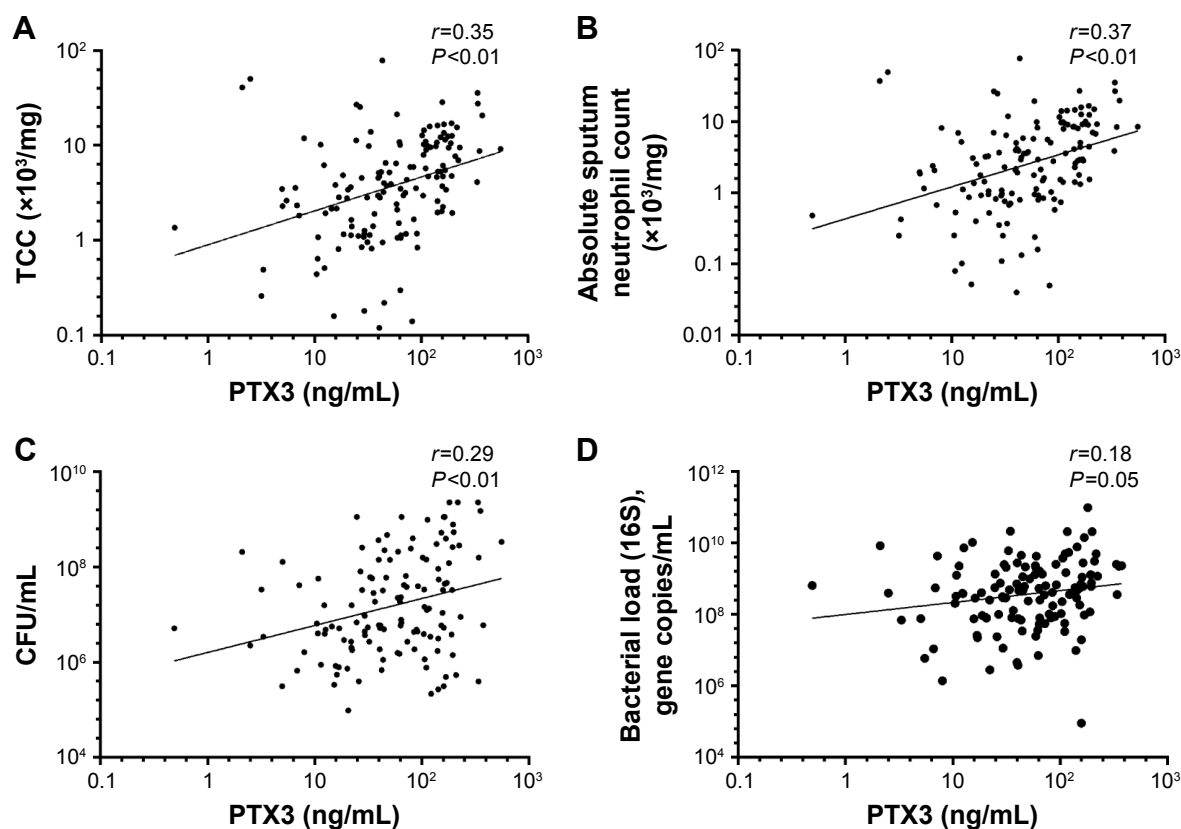 A
r=0.35
P<0.01
TCC (×10³/mg)
10²
10
1
0.1
0.1
1
10
10²
10³
PTX3 (ng/mL)
B
r=0.37
P<0.01
Absolute sputum
neutrophil count
(×10³/mg)
10²
10
1
0.1
0.01
0.1
1
10
10²
10³
PTX3 (ng/mL)
C
r=0.29
P<0.01
CFU/mL
10¹⁰
10⁸
10⁶
10⁴
0.1
1
10
10²
10³
PTX3 (ng/mL)
D
r=0.18
P=0.05
Bacterial load (16S),
gene copies/mL
10¹²
10¹⁰
10⁸
10⁶
10⁴
0.1
1
10
10²
10³
PTX3 (ng/mL)